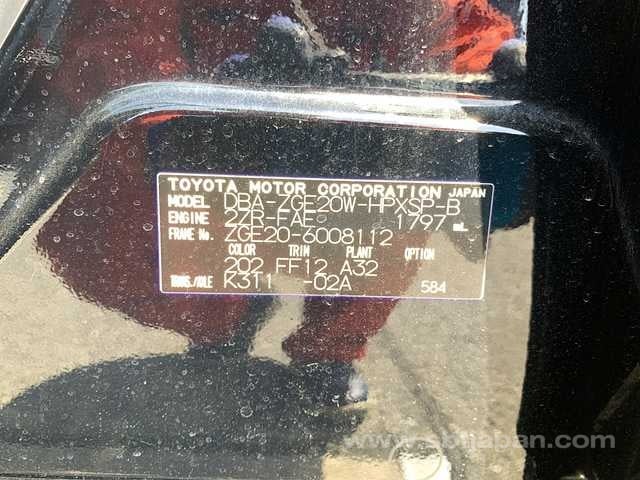 TOYOTA MOTOR CORPORATION JAPAN
MODEL DBA-ZGE20W-HPXSP-B
ENGINE 2ZR-FAE 1797 mL
FRAME No. ZGE20-6008112
COLOR TRIM PLANT OPTION
202 FF12 A32
TRANS./AXLE K311 -02A 584
www.sbtjapan.com